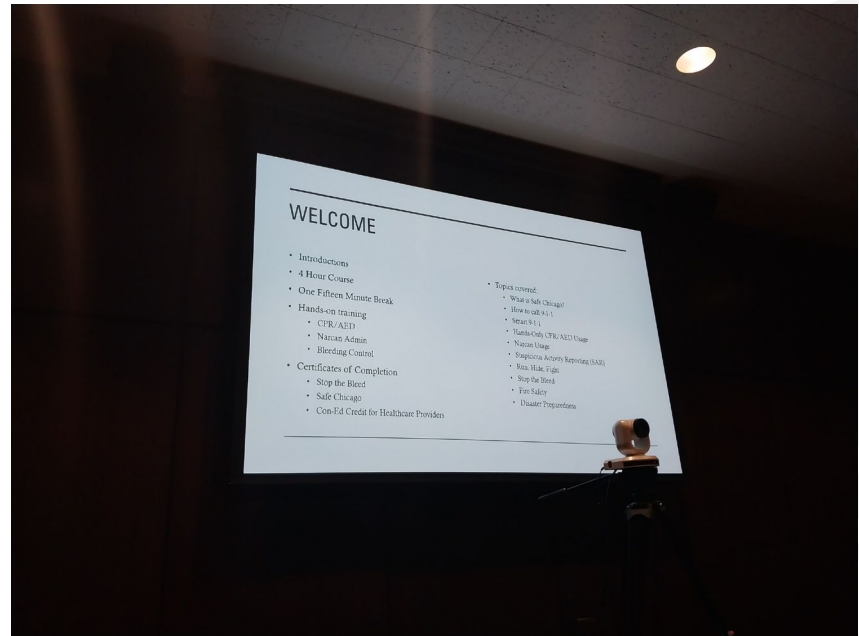 WELCOME
• Introductions
• 4 Hour Course
• One Fifteen Minute Break
• Hands-on training
• CPR/AED
• Narcan Admin
• Bleeding Control
• Certificates of Completion
• Stop the Bleed
• Safe Chicago
• Con-Ed Credit for Healthcare Providers
• Topics covered:
• What is Safe Chicago?
• How to call 9-1-1
• Smart 9-1-1
• Hands-Only CPR/AED Usage
• Narcan Usage
• Suspicious Activity Reporting (SAR)
• Run, Hide, Fight
• Stop the Bleed
• Fire Safety
• Disaster Preparedness